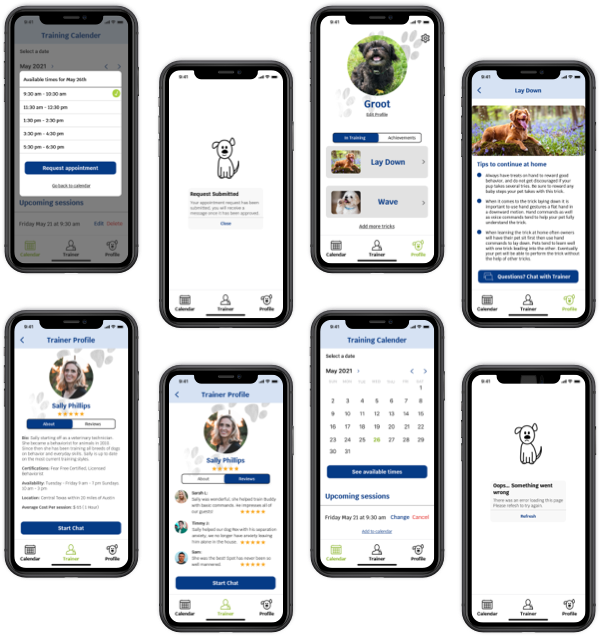 9:41
Training Calender
Select a date
May 2021
Available times for May 26th
9:30 am - 10:30 am
11:30 am - 12:30 pm
1:30 pm - 3:30 pm
3:30 pm - 4:30 pm
5:30 pm - 6:30 pm
Request appointment
Go back to calendar
Upcoming sessions
Friday May 21 at 9:30 am Edit Delete
Calendar Trainer Profile
9:41
Request Submitted
Your appointment request has been
submitted, you will receive a
message once it has been approved.
Close
Calendar Trainer Profile
9:41
Groot
Edit Profile
In Training Achievements
Lay Down
Wave
Add more tricks
Calendar Trainer Profile
9:41
Lay Down
Tips to continue at home
Always have treats on hand to reward good
behavior, and do not get discouraged if your
pup takes several tries. Be sure to reward any
baby steps your pet takes with this trick.
When it comes to the trick laying down it is
important to use hand gestures a flat hand in
a downward motion. Hand commands as well
as voice commands tend to help your pet fully
understand the trick.
When learning the trick at home often owners
will have their pet sit first then use hand
commands to lay down. Pets tend to learn well
with one trick leading into the other. Eventually
your pet will be able to perform the trick without
the help of other tricks.
Questions? Chat with Trainer
Calendar Trainer Profile
9:41
Trainer Profile
Sally Phillips
About Reviews
Bio: Sally starting off as a veterinary technician.
She became a behaviorist for animals in 2013.
Since then she has been training all breeds of dogs
on behavior and everyday skills. Sally is up to date
on the most current training styles.
Certifications: Fear Free Certified, Licensed
Behaviorist
Availability: Tuesday - Friday 9am - 7pm Sundays
10am - 3 pm
Location: Central Texas within 20 miles of Austin
Average Cost Per session: $ (1 Hour)
Start Chat
Calendar Trainer Profile
9:41
Trainer Profile
Sally Phillips
About Reviews
Sarah L:
Sally was wonderful, she helped train Buddy
with basic commands. He impresses all of
our guests!
Timmy O:
Sally helped our dog Max with his separation
anxiety, we no longer have anxiety leaving
him alone in the house.
Sam:
She was the best! Spot has never been so
well mannered.
Start Chat
Calendar Trainer Profile
9:41
Training Calender
Select a date
May 2021
1
2 3 4 5 6 7 8
9 10 11 12 13 14 15
16 17 18 19 20 21 22
23 24 25 26 27 28 29
30 31
See available times
Upcoming sessions
Friday May 21 at 9:30 am Change Cancel
Add to calendar
Calendar Trainer Profile
9:41
Oops... Something went
wrong
There was an error loading this page.
Please refesh to try again.
Refresh
Calendar Trainer Profile